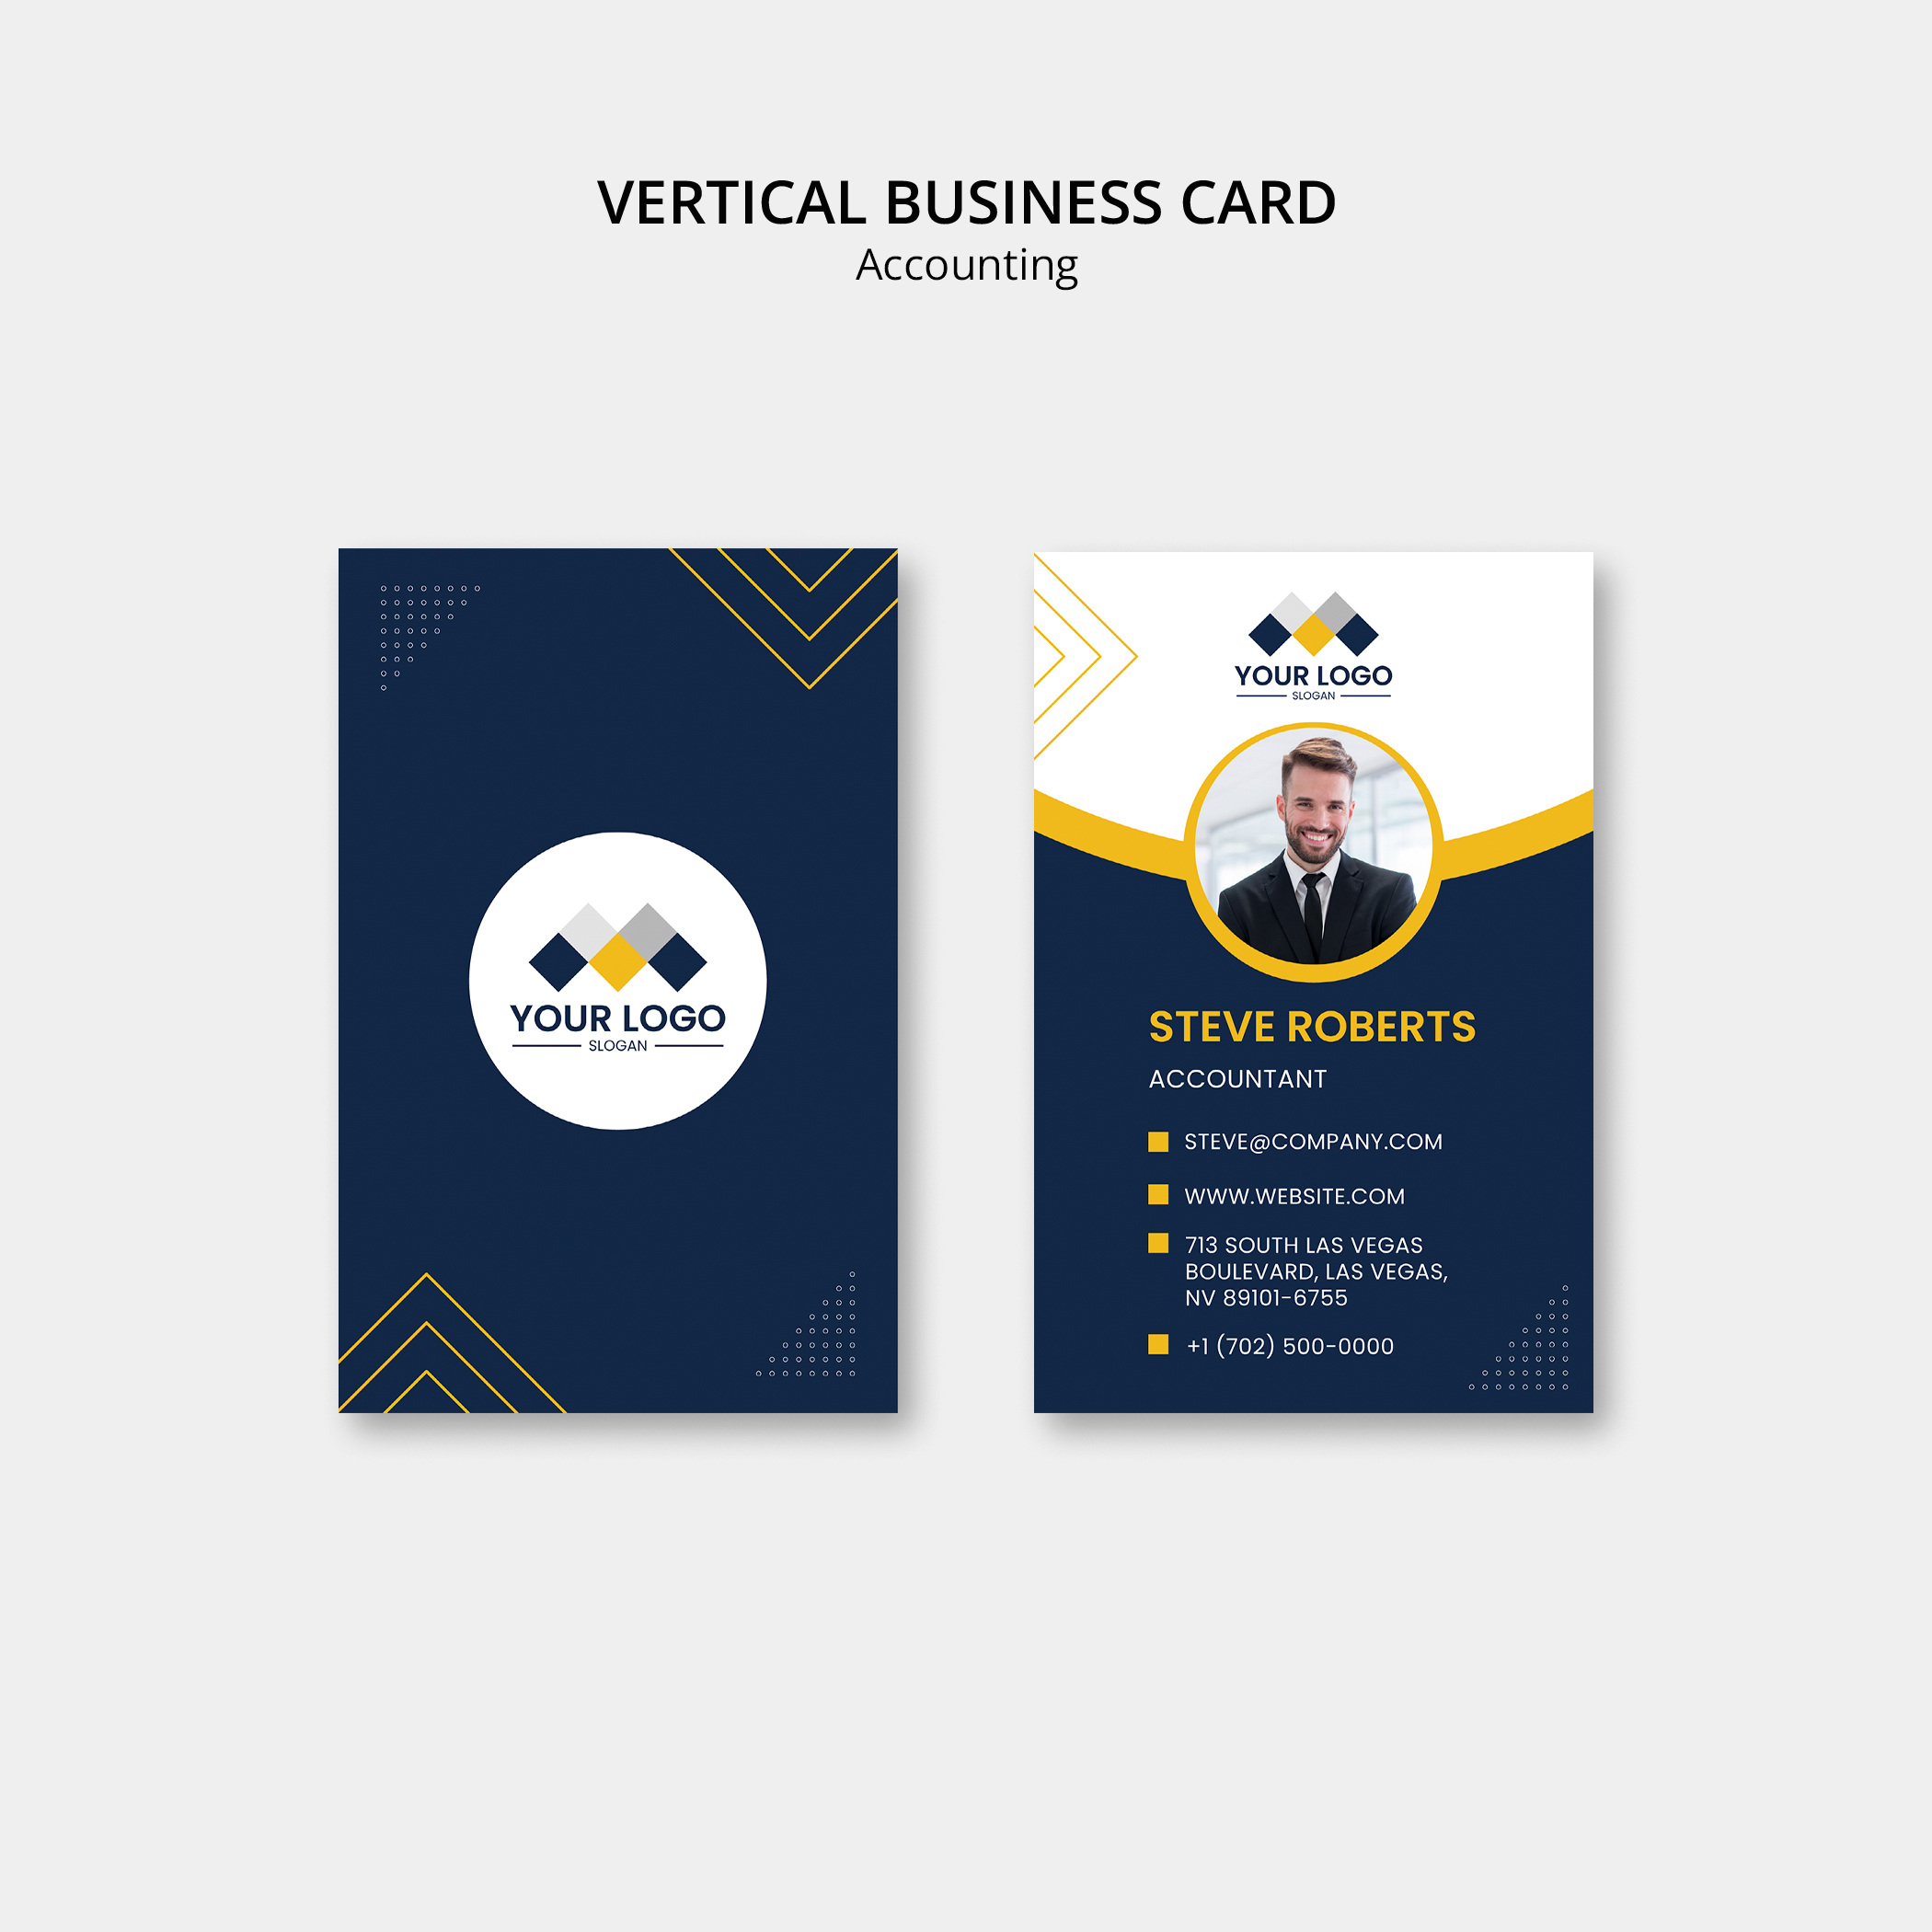 VERTICAL BUSINESS CARD
Accounting
YOUR LOGO
SLOGAN
YOUR LOGO
SLOGAN
STEVE ROBERTS
ACCOUNTANT
STEVE@COMPANY.COM
WWW.WEBSITE.COM
713 SOUTH LAS VEGAS
BOULEVARD, LAS VEGAS,
NV 89101-6755
+1 (702) 500-0000